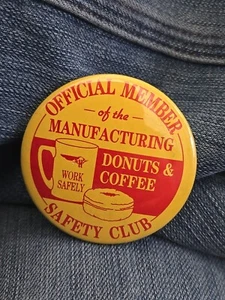 OFFICIAL MEMBER
of the
MANUFACTURING
DONUTS &
COFFEE
WORK
SAFELY
SAFETY CLUB